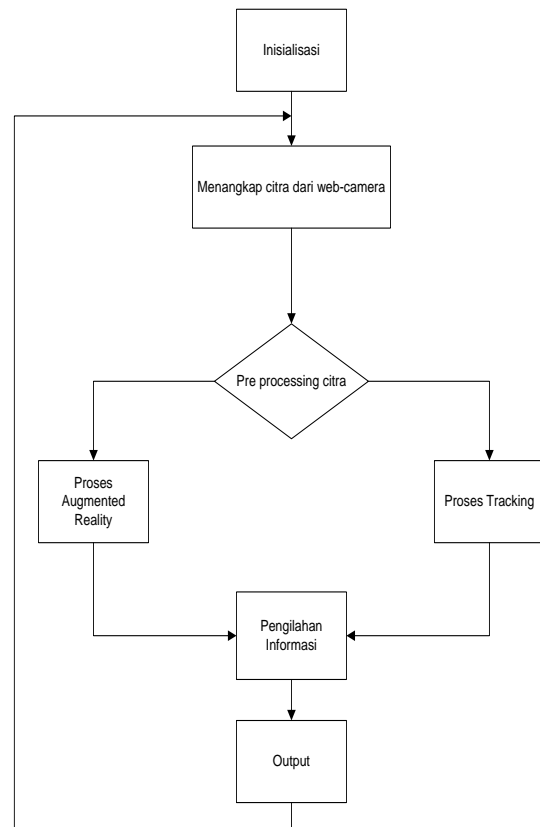 Inisialisasi
Menangkap citra dari web-camera
Pre processing citra
Proses
Augmented
Reality
Proses Tracking
Pengilahan
Informasi
Output